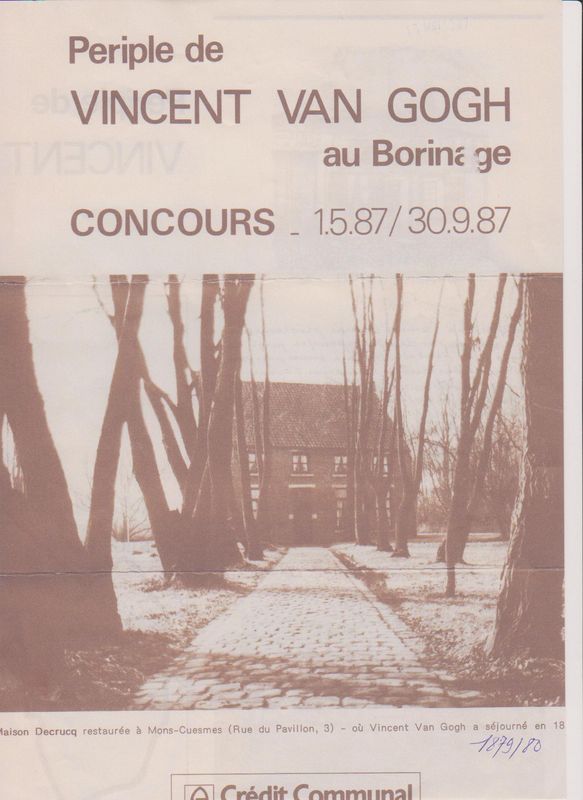 Periple de
VINCENT VAN GOGH
au Borinage
CONCOURS - 1.5.87/30.9.87
Maison Decrucq restaurée à Mons-Cuesmes (Rue du Pavillon, 3) - où Vincent Van Gogh a séjourné en 18
1879/80
Crédit Communal